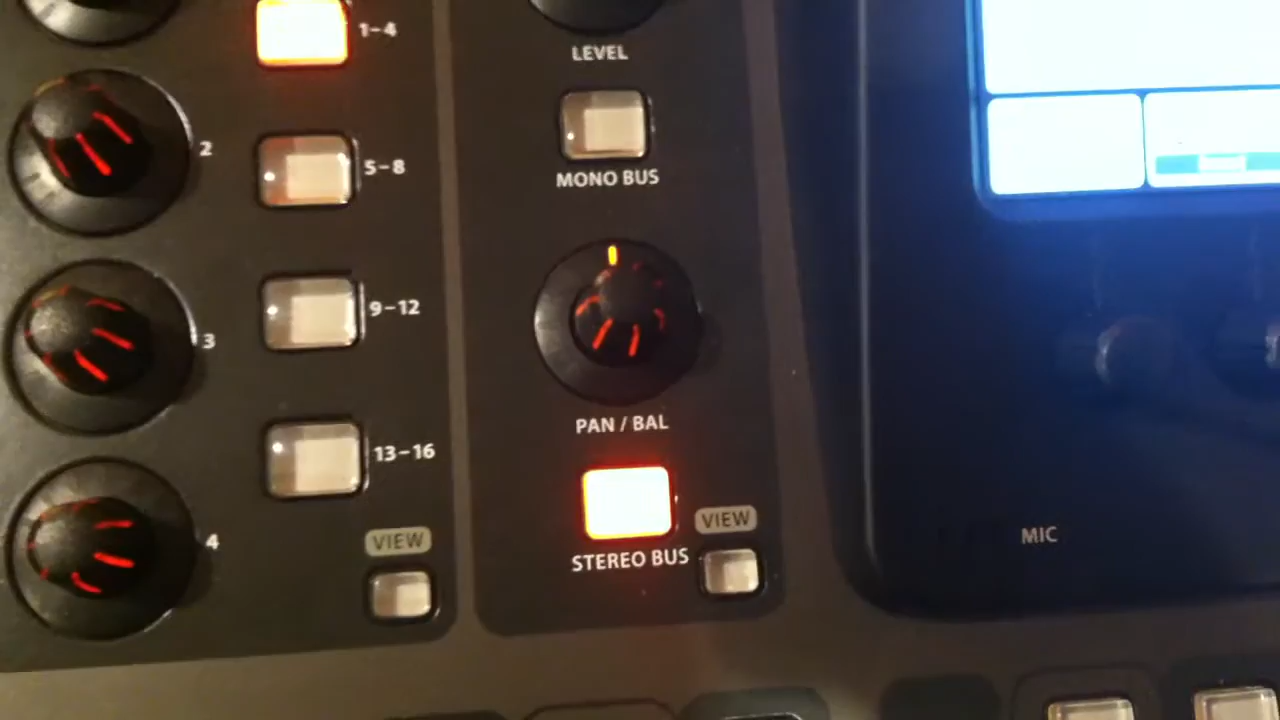 1-4
LEVEL
2
5-8
MONO BUS
3
9-12
PAN / BAL
13-16
4
VIEW
VIEW
STEREO BUS
MIC